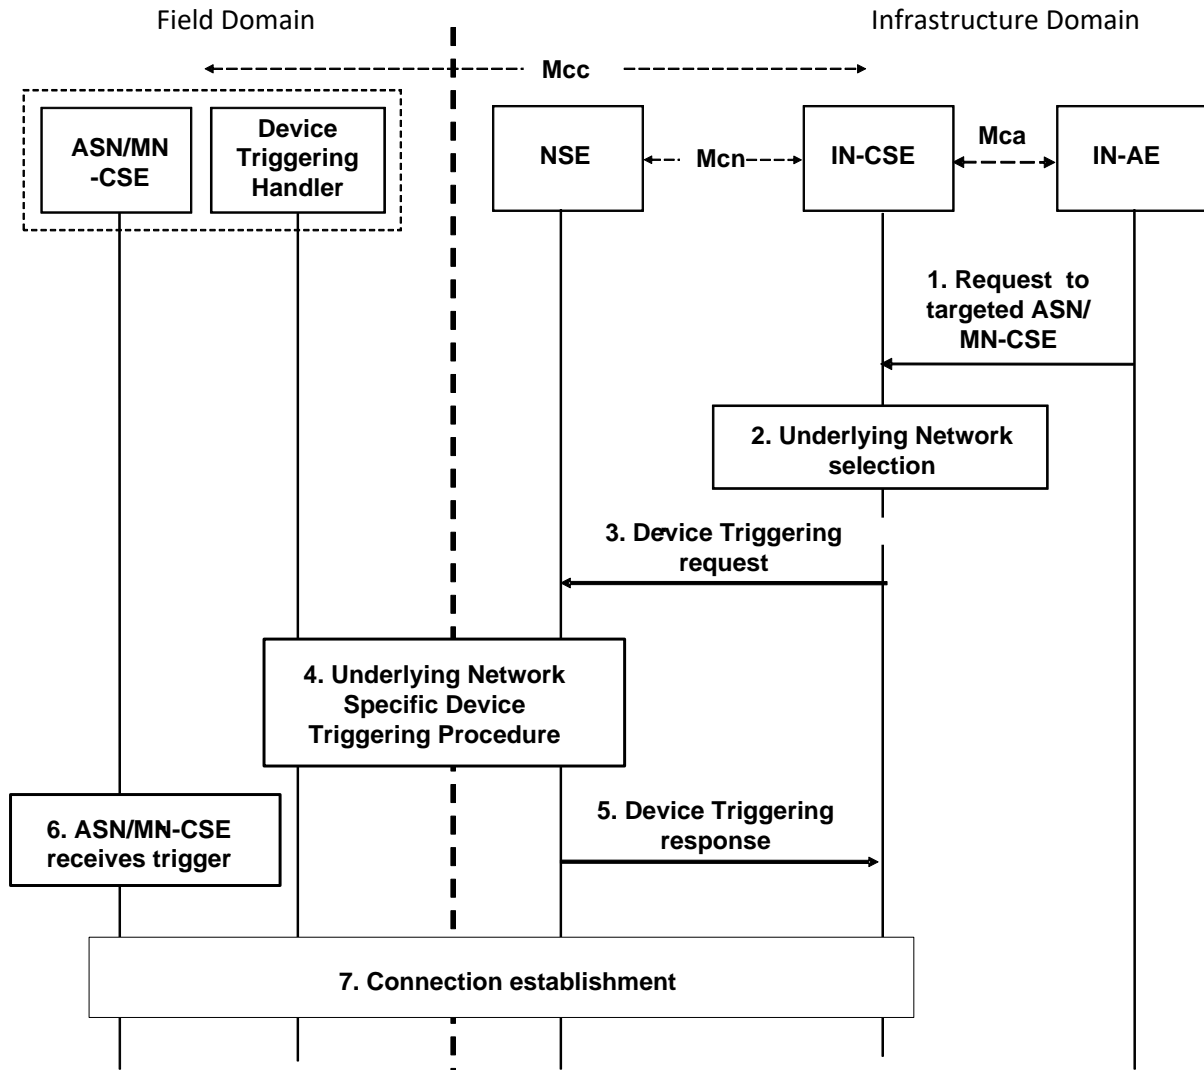 Field Domain
Infrastructure Domain
Mcc
ASN/MN
-CSE
Device
Triggering
Handler
NSE
Mcn
IN-CSE
Mca
IN-AE
1. Request to
targeted ASN/
MN-CSE
2. Underlying Network
selection
3. Device Triggering
request
4. Underlying Network
Specific Device
Triggering Procedure
5. Device Triggering
response
6. ASN/MN-CSE
receives trigger
7. Connection establishment